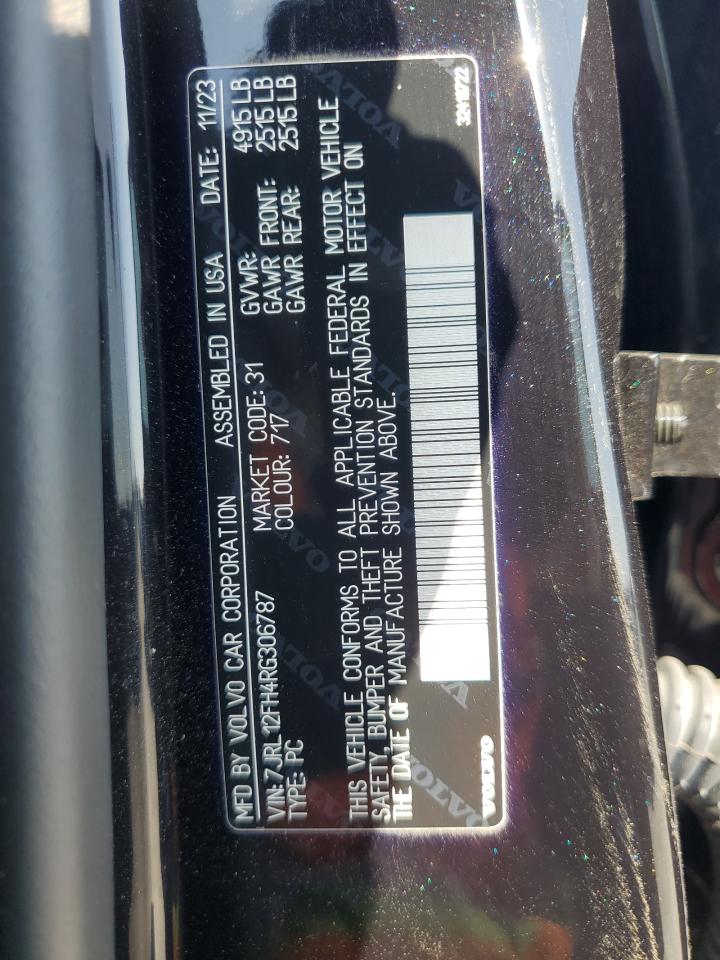 MFD BY VOLVO CAR CORPORATION ASSEMBLED IN USA DATE: 11/23
VIN: 7JRL12FH4RG306787 GVWR: 4915 LB
TYPE: PC MARKET CODE: 31 GAWR FRONT: 2515 LB
COLOUR: 717 GAWR REAR: 2515 LB
THIS VEHICLE CONFORMS TO ALL APPLICABLE FEDERAL MOTOR VEHICLE
SAFETY, BUMPER AND THEFT PREVENTION STANDARDS IN EFFECT ON
THE DATE OF MANUFACTURE SHOWN ABOVE.
VOLVO